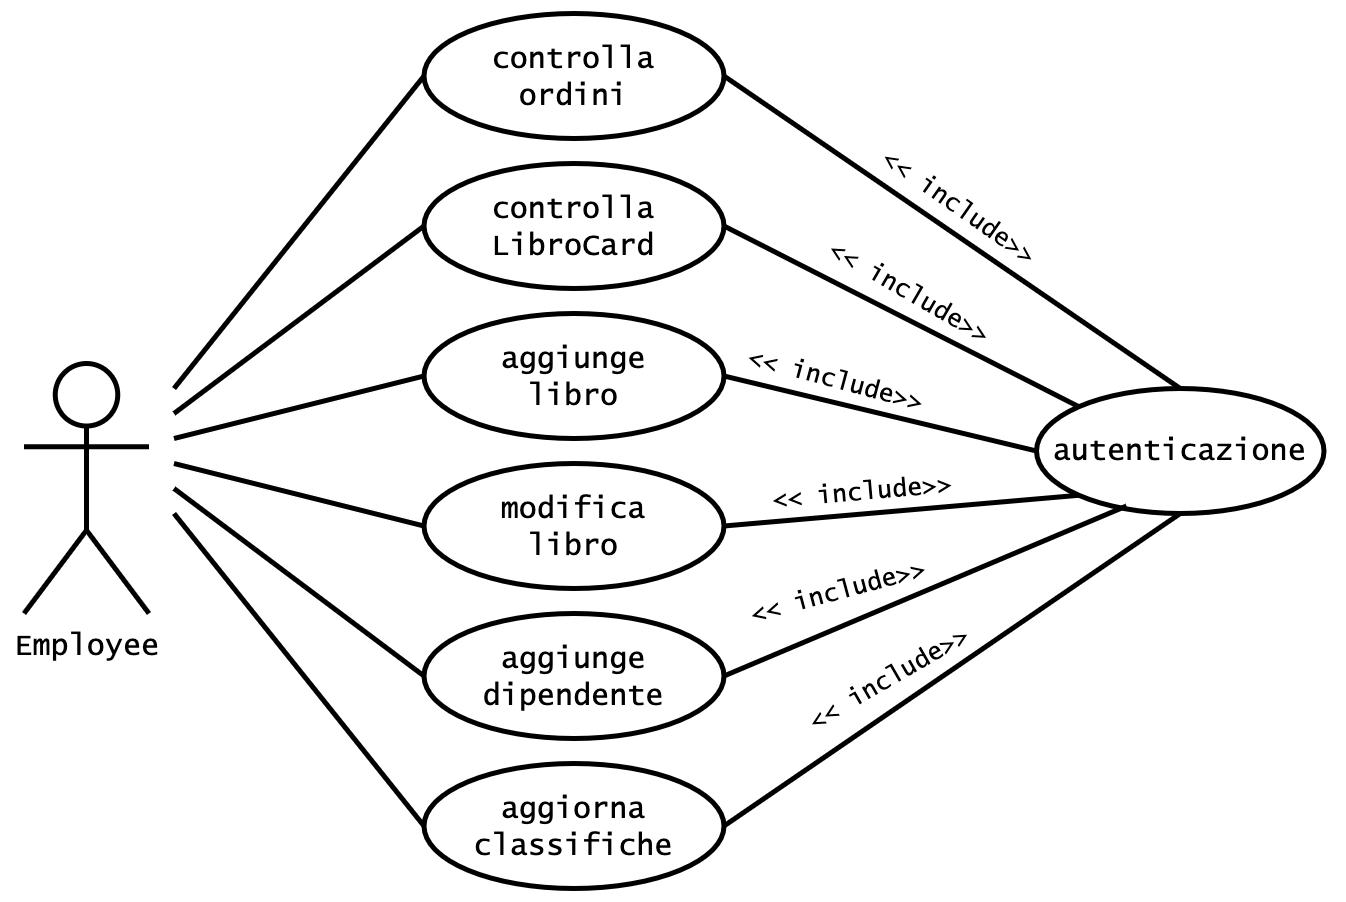 controlla
ordini
<< include>>
controlla
LibroCard
<< include>>
aggiunge
libro
<< include>>
autenticazione
modifica
libro
<< include>>
Employee
aggiunge
dipendente
<< include>>
aggiorna
classifiche
<< include>>